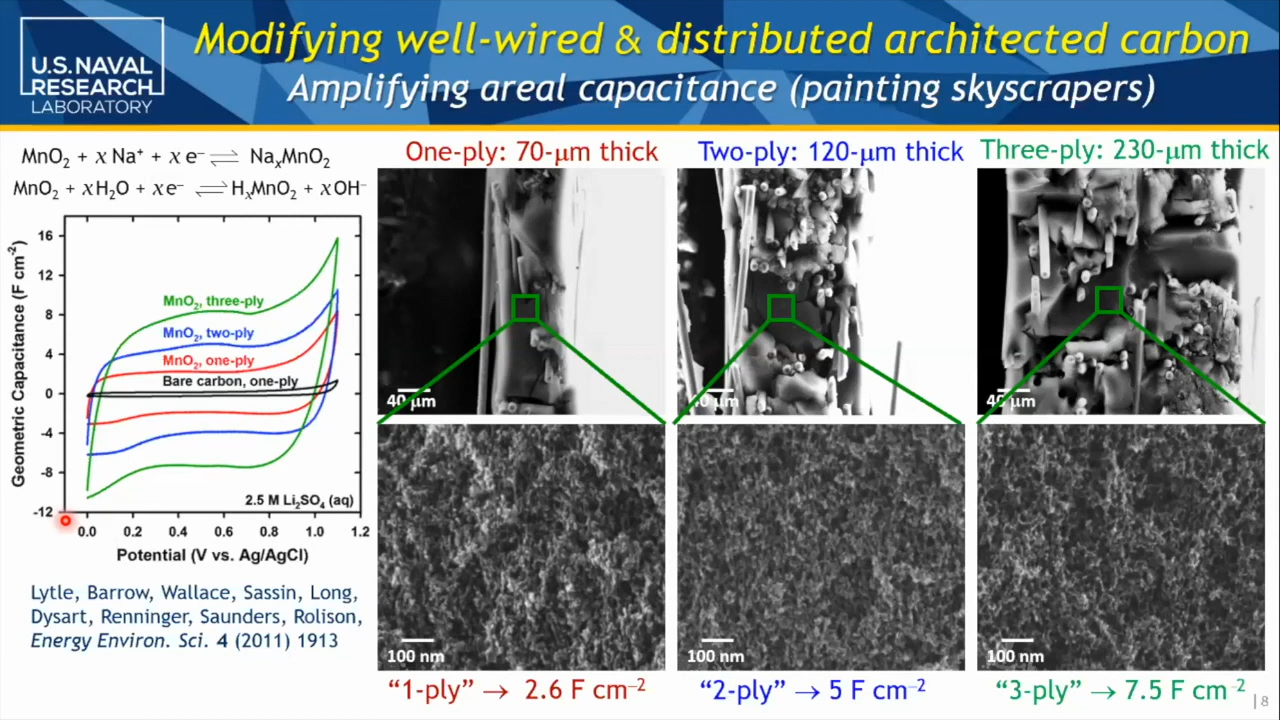 U.S. NAVAL
RESEARCH
LABORATORY
Modifying well-wired & distributed architected carbon
Amplifying areal capacitance (painting skyscrapers)
MnO₂ + x Na⁺ + x e⁻ ⇌ NaₓMnO₂
MnO₂ + xH₂O + xe⁻ ⇌ HₓMnO₂ + xOH⁻
Geometric Capacitance (F cm⁻²)
16
12
8
4
0
-4
-8
-12
MnO₂, three-ply
MnO₂, two-ply
MnO₂, one-ply
Bare carbon, one-ply
2.5 M Li₂SO₄ (aq)
0.0 0.2 0.4 0.6 0.8 1.0 1.2
Potential (V vs. Ag/AgCl)
Lytle, Barrow, Wallace, Sassin, Long,
Dysart, Renninger, Saunders, Rolison,
Energy Environ. Sci. 4 (2011) 1913
One-ply: 70-μm thick
40 μm
100 nm
"1-ply" → 2.6 F cm⁻²
Two-ply: 120-μm thick
μm
100 nm
"2-ply" → 5 F cm⁻²
Three-ply: 230-μm thick
40 μm
100 nm
"3-ply" → 7.5 F cm⁻²
|8